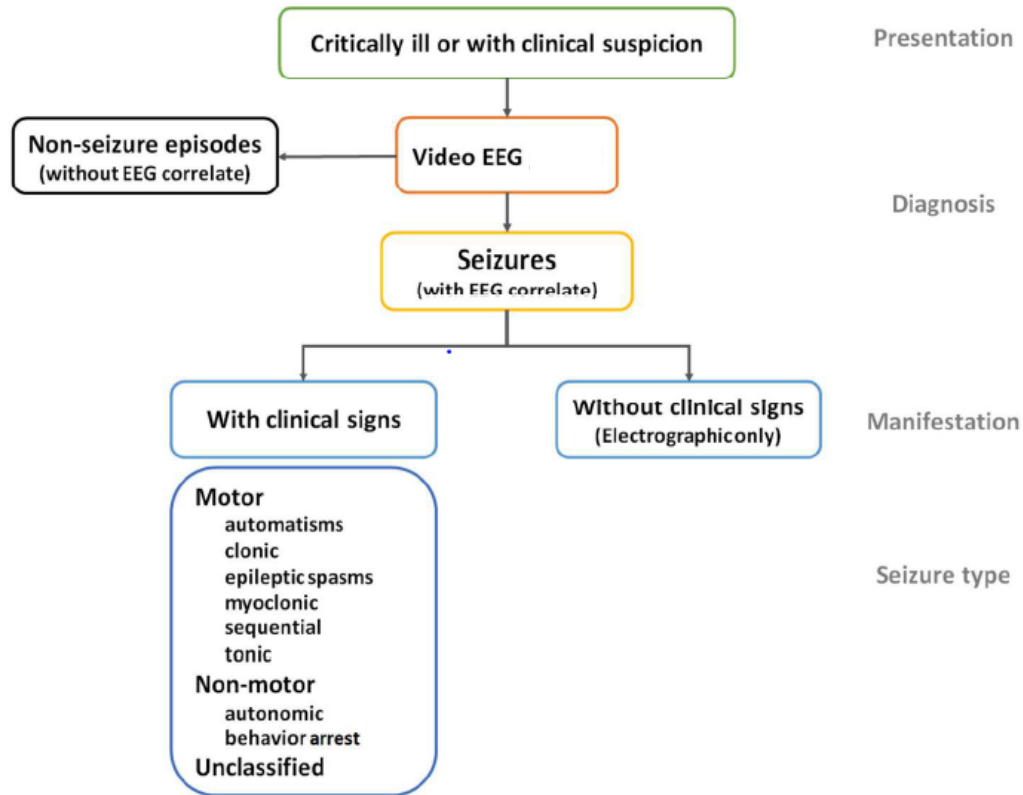 Critically ill or with clinical suspicion
Presentation
Non-seizure episodes
(without EEG correlate)
Video EEG
Diagnosis
Seizures
(with EEG correlate)
With clinical signs
Without clinical signs
(Electrographic only)
Manifestation
Motor
automatisms
clonic
epileptic spasms
myoclonic
sequential
tonic
Non-motor
autonomic
behavior arrest
Unclassified
Seizure type